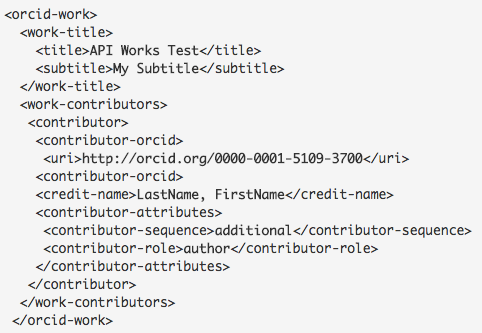 <orcid-work>
<work-title>
<title>API Works Test</title>
<subtitle>My Subtitle</subtitle>
</work-title>
<work-contributors>
<contributor>
<contributor-orcid>
<uri>http://orcid.org/0000-0001-5109-3700</uri>
<contributor-orcid>
<credit-name>LastName, FirstName</credit-name>
<contributor-attributes>
<contributor-sequence>additional</contributor-sequence>
<contributor-role>author</contributor-role>
</contributor-attributes>
</contributor>
</work-contributors>
</orcid-work>